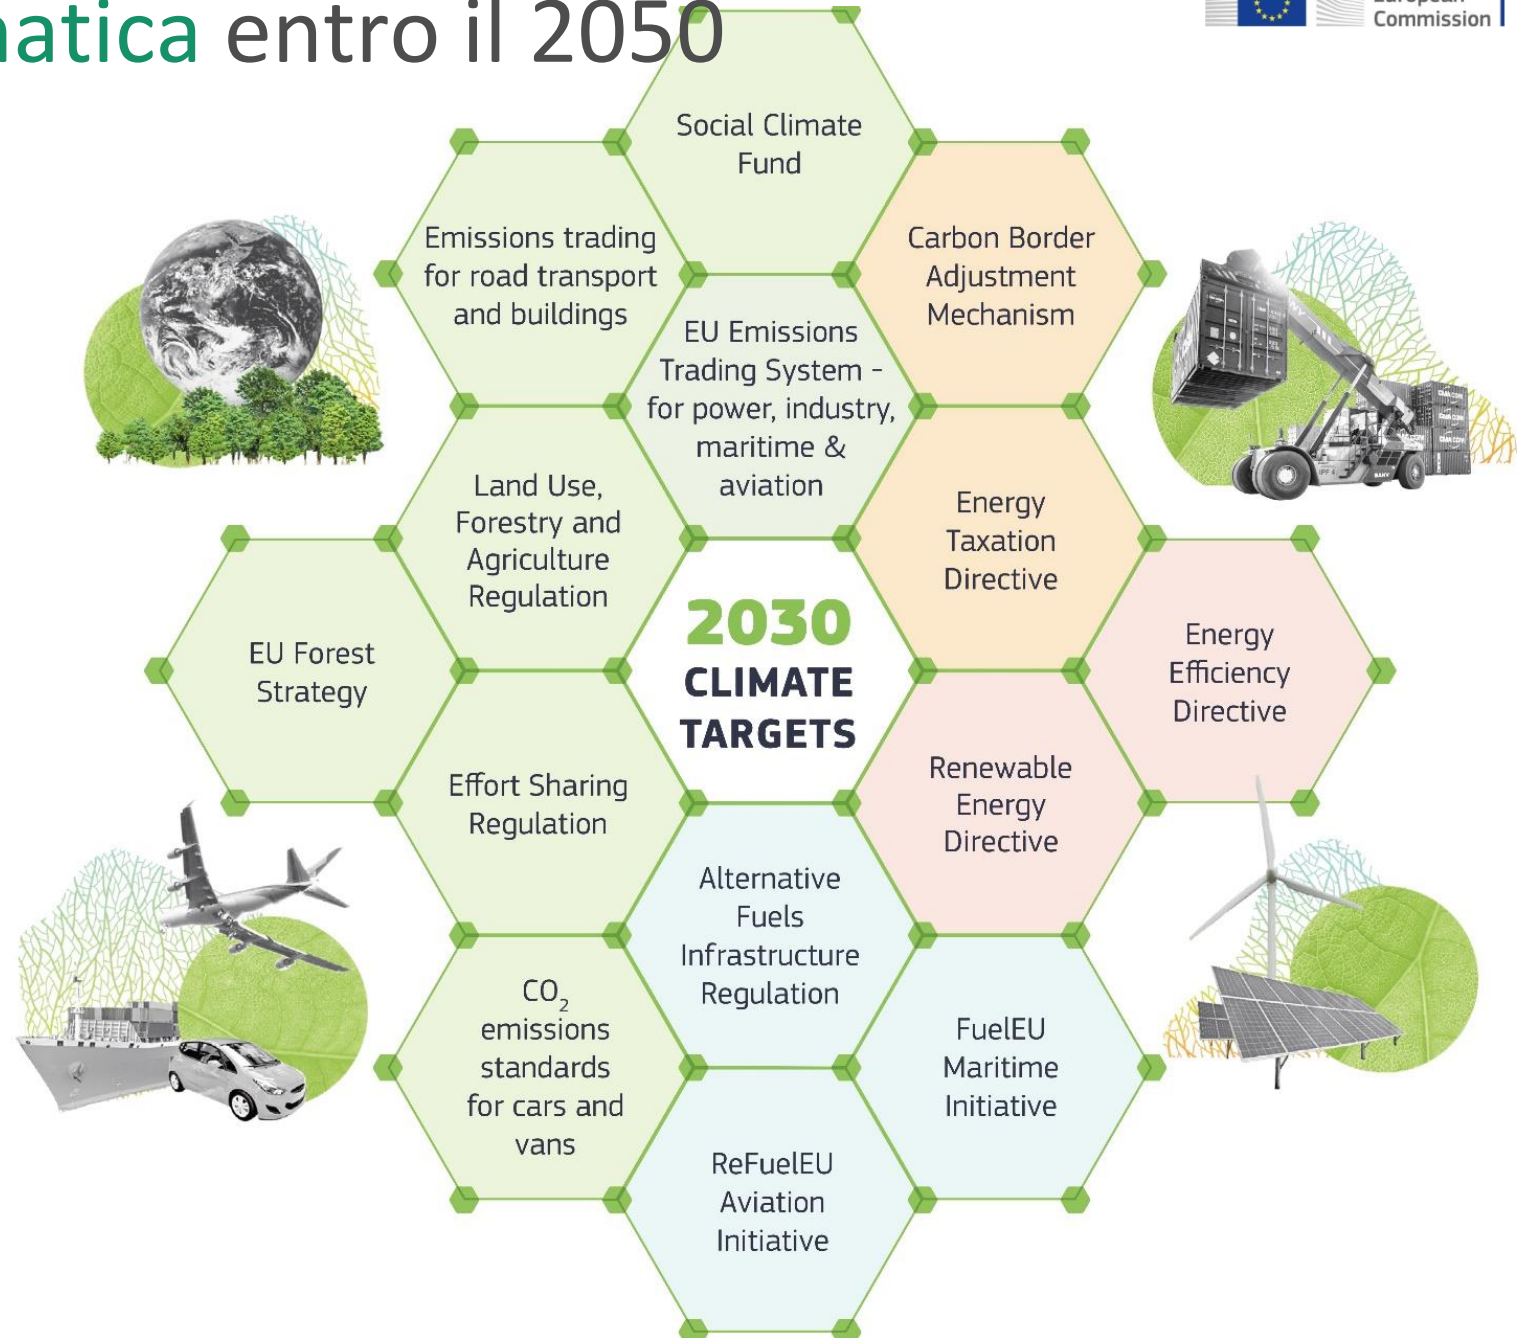 entro il 2050
Commission
Social Climate
Fund
Emissions trading
for road transport
and buildings
Carbon Border
Adjustment
Mechanism
EU Emissions
Trading System -
for power, industry,
maritime &
aviation
Land Use,
Forestry and
Agriculture
Regulation
Energy
Taxation
Directive
EU Forest
Strategy
2030
CLIMATE
TARGETS
Energy
Efficiency
Directive
Effort Sharing
Regulation
Renewable
Energy
Directive
Alternative
Fuels
Infrastructure
Regulation
CO₂
emissions
standards
for cars and
vans
FuelEU
Maritime
Initiative
ReFuelEU
Aviation
Initiative